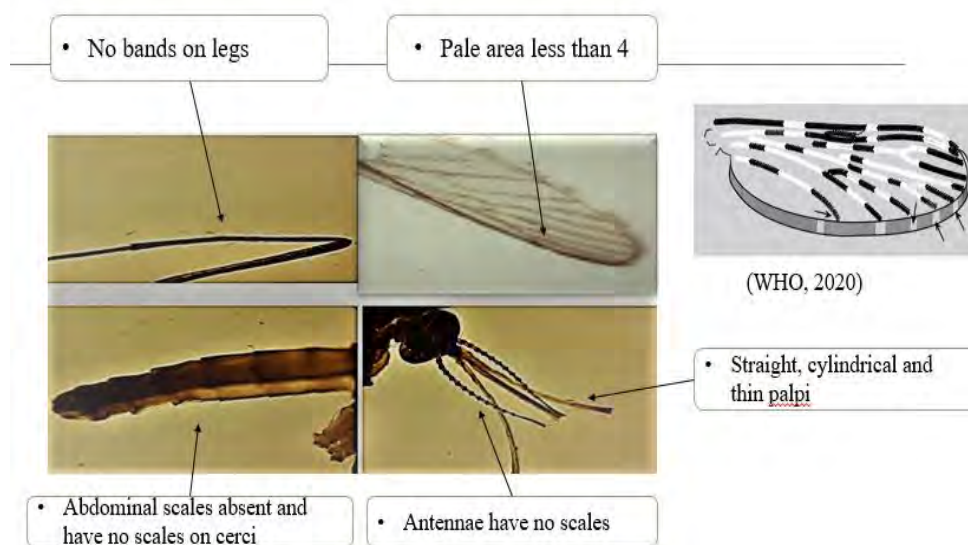 • No bands on legs
• Pale area less than 4
(WHO, 2020)
• Straight, cylindrical and
thin palpi
• Abdominal scales absent and
have no scales on cerci
• Antennae have no scales